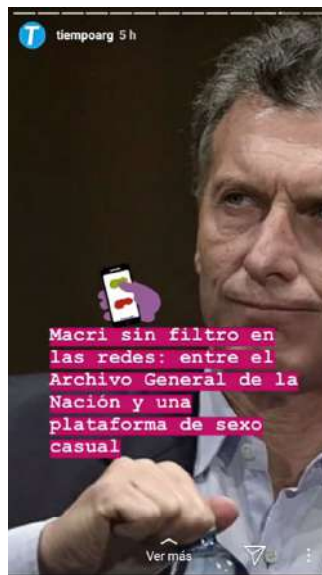 T
tiempoarg 5 h
Macri sin filtro en
las redes: entre el
Archivo General de la
Nación y una
plataforma de sexo
casual
Ver más